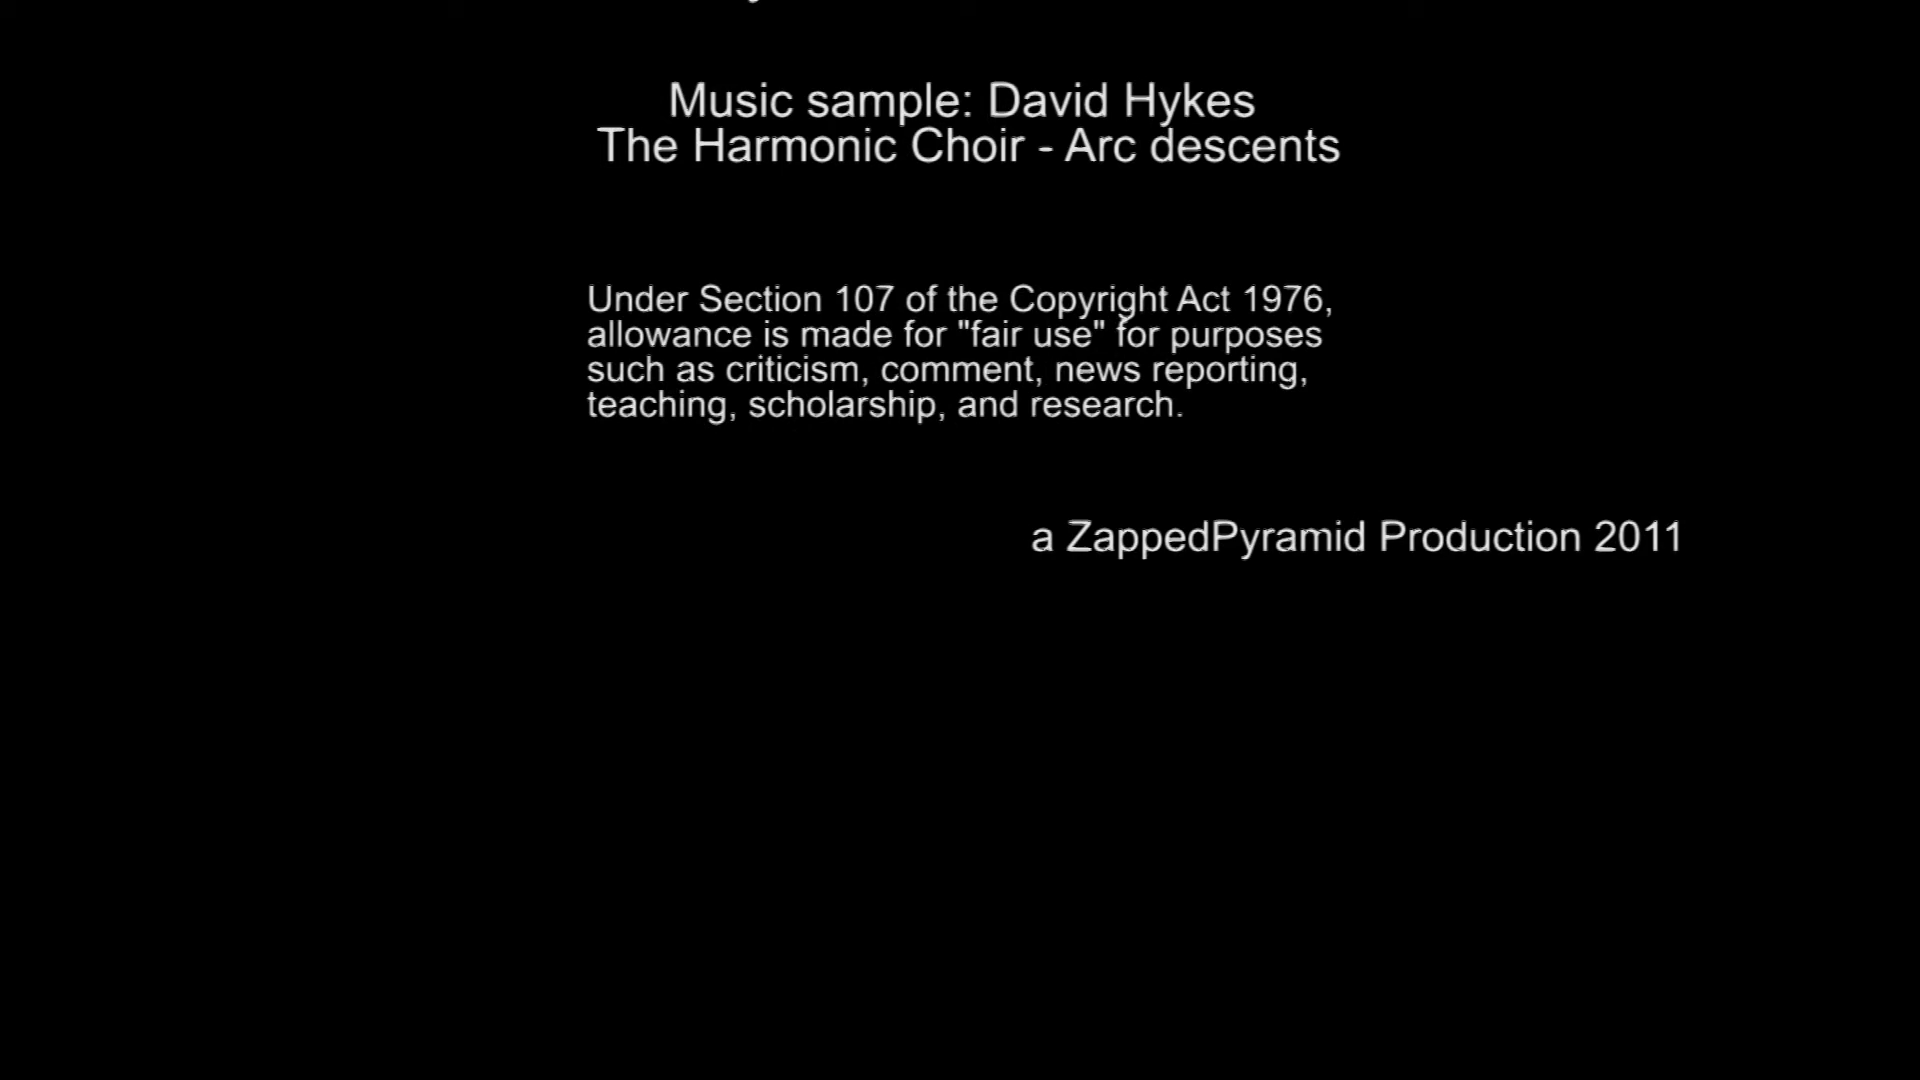 Music sample: David Hykes
The Harmonic Choir - Arc descents
Under Section 107 of the Copyright Act 1976,
allowance is made for "fair use" for purposes
such as criticism, comment, news reporting,
teaching, scholarship, and research.
a ZappedPyramid Production 2011